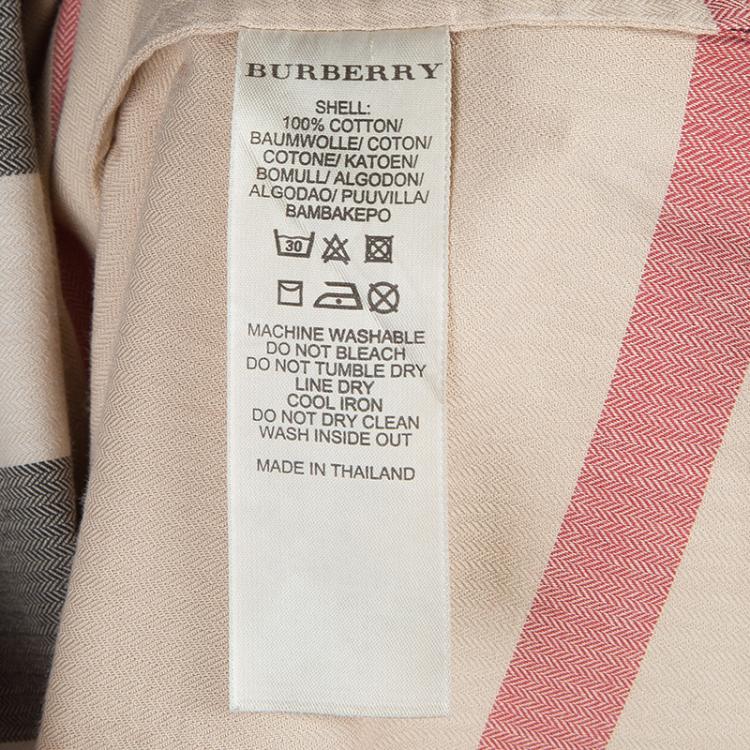 BURBERRY
SHELL:
100% COTTON/
BAUMWOLLE/ COTON/
COTONE/ KATOEN/
BOMULL/ ALGODON/
ALGODAO/ PUUVILLA/
BAMBAKEPO
30
MACHINE WASHABLE
DO NOT BLEACH
DO NOT TUMBLE DRY
LINE DRY
COOL IRON
DO NOT DRY CLEAN
WASH INSIDE OUT
MADE IN THAILAND